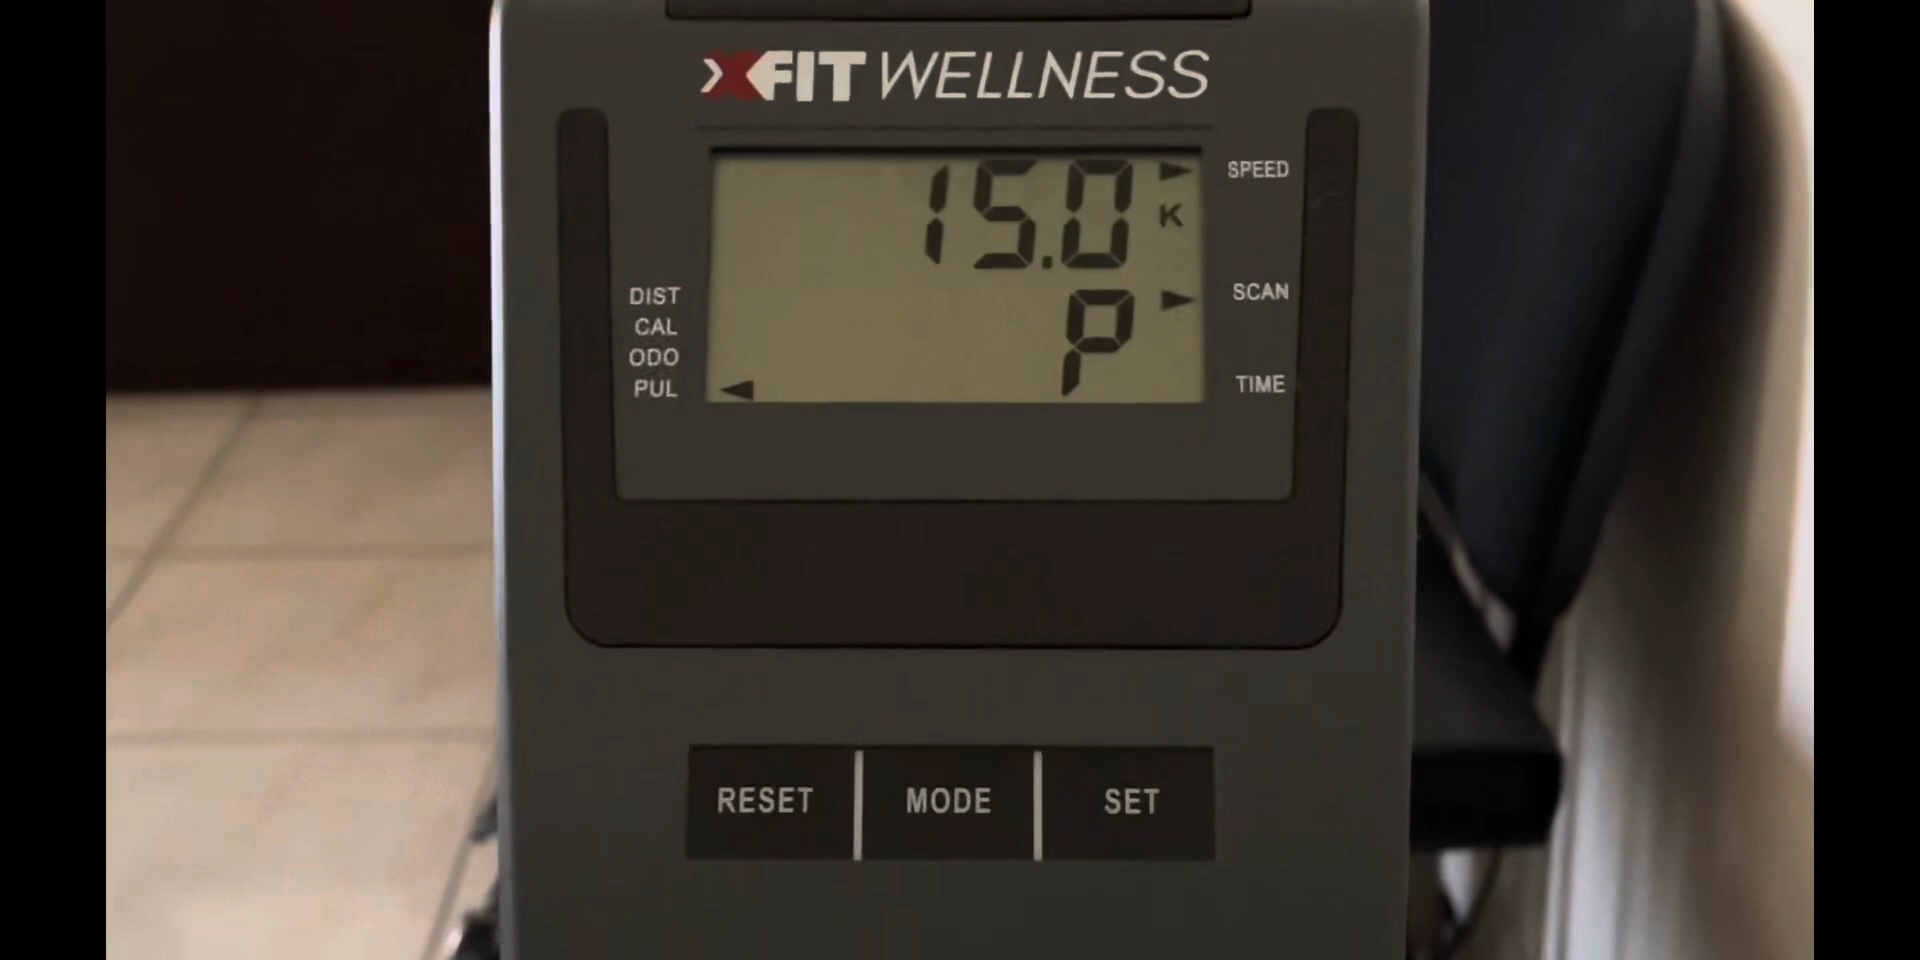 XFIT WELLNESS
15.0 SPEED
K
DIST SCAN
CAL P
ODO
PUL TIME
RESET MODE SET